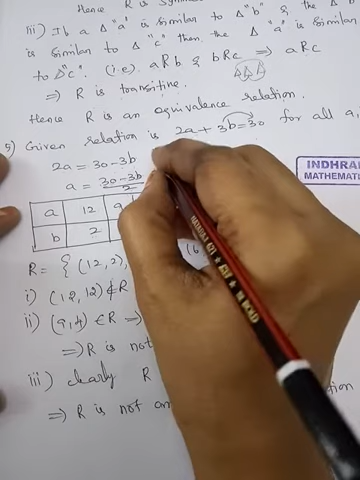 Hence R is symm
iii) If a Δ "a" is similar to Δ "b" & the Δ b
is similar to Δ "c" then the Δ "a" is similar
to Δ "c". (i.e) aRb & bRc ⇒ aRc
⇒ R is transitive.
Hence R is an equivalence relation.
5) Given relation is 2a + 3b = 30 for all a,
2a = 30 - 3b
a = 30 - 3b / 2
a 12 9
b 2
R = { (12, 2), (6
i) (12, 12) ∉ R
ii) (9, 4) ∈ R ⇒
⇒ R is not
iii) clearly R
⇒ R is not an
INDHRA
MATHEMATI
HB